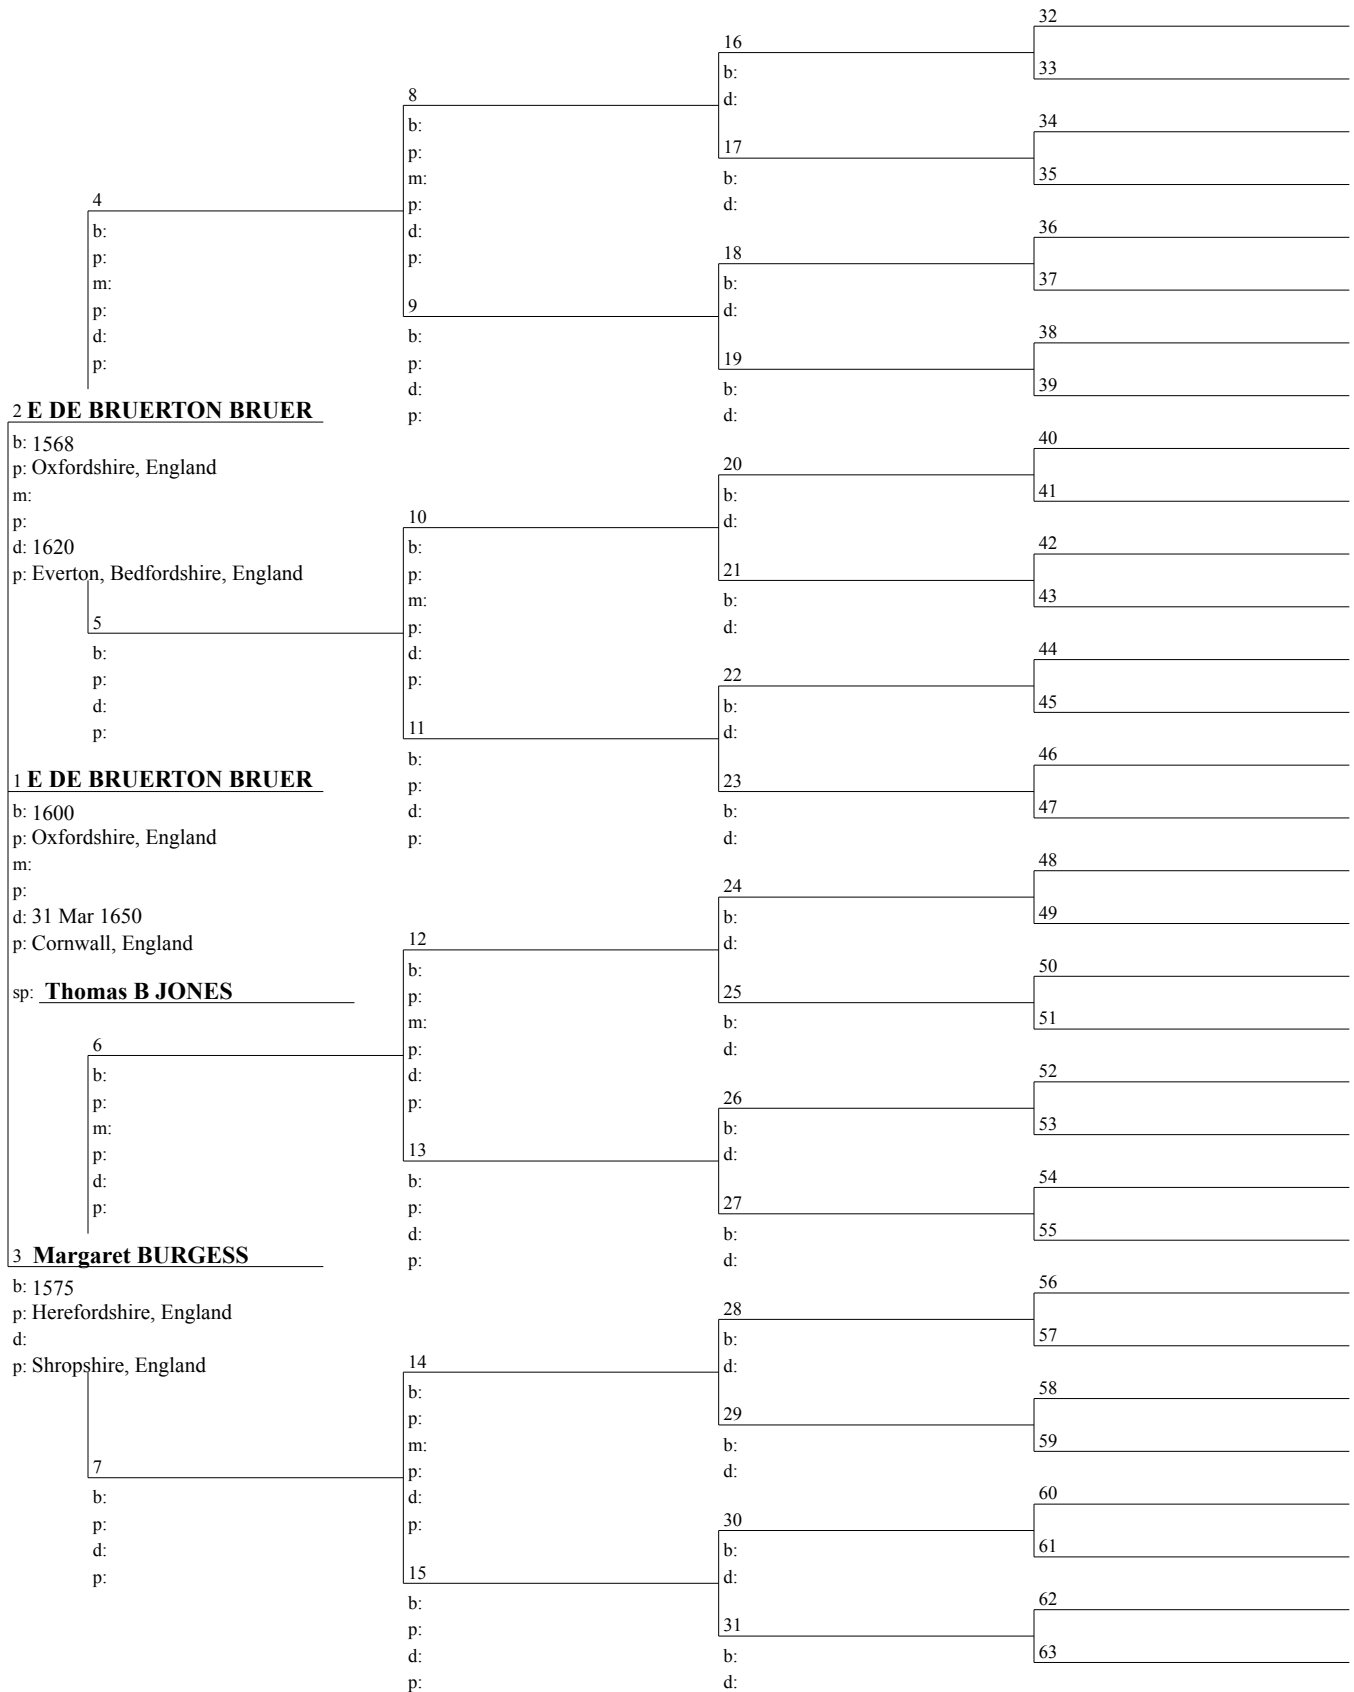 2 E DE BRUERTON BRUER
b: 1568
p: Oxfordshire, England
m:
p:
d: 1620
p: Everton, Bedfordshire, England
1 E DE BRUERTON BRUER
b: 1600
p: Oxfordshire, England
m:
p:
d: 31 Mar 1650
p: Cornwall, England
sp: Thomas B JONES
3 Margaret BURGESS
b: 1575
p: Herefordshire, England
d:
p: Shropshire, England
4
b:
p:
m:
p:
d:
p:
5
b:
p:
d:
p:
6
b:
p:
m:
p:
d:
p:
7
b:
p:
d:
p:
8
b:
p:
m:
p:
d:
p:
9
b:
p:
d:
p:
10
b:
p:
m:
p:
d:
p:
11
b:
p:
d:
p:
12
b:
p:
m:
p:
d:
p:
13
b:
p:
d:
p:
14
b:
p:
m:
p:
d:
p:
15
b:
p:
d:
p:
16
b:
d:
17
b:
d:
18
b:
d:
19
b:
d:
20
b:
d:
21
b:
d:
22
b:
d:
23
b:
d:
24
b:
d:
25
b:
d:
26
b:
d:
27
b:
d:
28
b:
d:
29
b:
d:
30
b:
d:
31
b:
d:
32
33
34
35
36
37
38
39
40
41
42
43
44
45
46
47
48
49
50
51
52
53
54
55
56
57
58
59
60
61
62
63